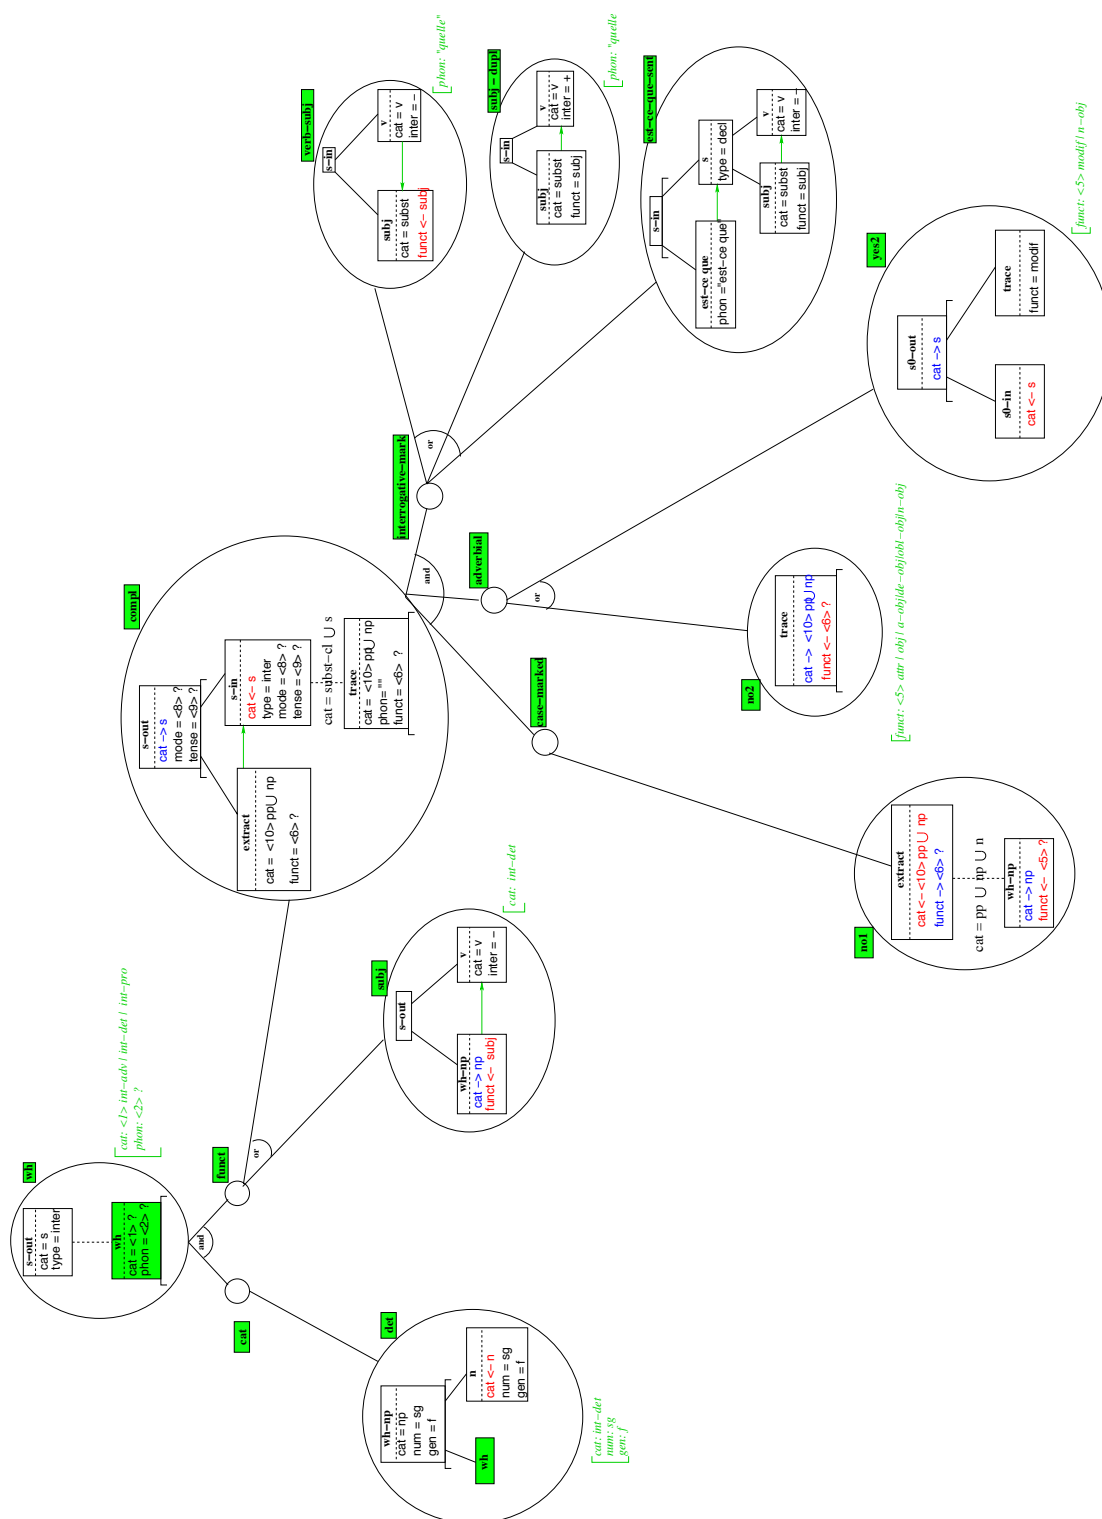 wh
s-out
cat = s
type = inter
wh
cat = <1> ?
phon = <2> ?
cat: <1> int-adv | int-det | int-pro
phon: <2> ?
and
cat
funct
or
det
wh-np
cat = np
num = sg
gen = f
wh
n
cat <- n
num = sg
gen = f
cat: int-det
num: sg
gen: f
subj
s-out
wh-np
cat -> np
funct <- subj
v
cat = v
inter = -
cat: int-det
compl
s-out
cat -> s
mode = <8> ?
tense = <9> ?
extract
cat = <10> pp ∪ np
funct = <6> ?
s-in
cat <- s
type = inter
mode = <8> ?
tense = <9> ?
cat = subst-cl ∪ s
trace
cat = <10> pp ∪ np
phon= ""
funct = <6> ?
and
case-marked
adverbial
or
interrogative-mark
or
no1
extract
cat <- <10> pp ∪ np
funct -> <6> ?
cat = pp ∪ np ∪ n
wh-np
cat -> np
funct <- <5> ?
no2
trace
cat -> <10> pp ∪ np
funct <- <6> ?
funct: <5> attr | obj | a-obj|de-obj|obl-obj|n-obj
yes2
s0-out
cat -> s
s0-in
cat <- s
trace
funct = modif
funct: <5> modif | n-obj
verb-subj
s-in
subj
cat = subst
funct <- subj
v
cat = v
inter = -
phon: "quelle"
subj-dupl
s-in
subj
cat = subst
funct = subj
v
cat = v
inter = +
phon: "quelle
est-ce-que-sent
s-in
est-ce que
phon ="est-ce que"
s
type = decl
subj
cat = subst
funct = subj
v
cat = v
inter = -